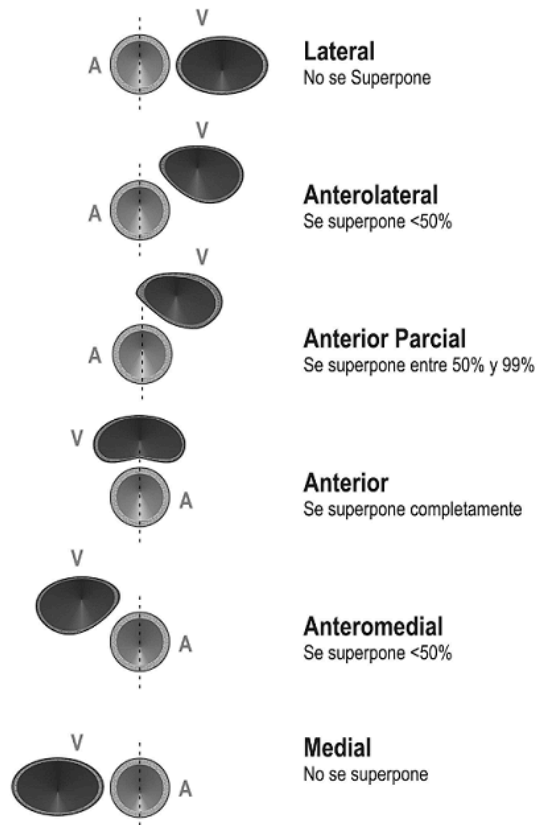 V
A
Lateral
No se Superpone
V
A
Anterolateral
Se superpone <50%
V
A
Anterior Parcial
Se superpone entre 50% y 99%
V
A
Anterior
Se superpone completamente
V
A
Anteromedial
Se superpone <50%
V
A
Medial
No se superpone